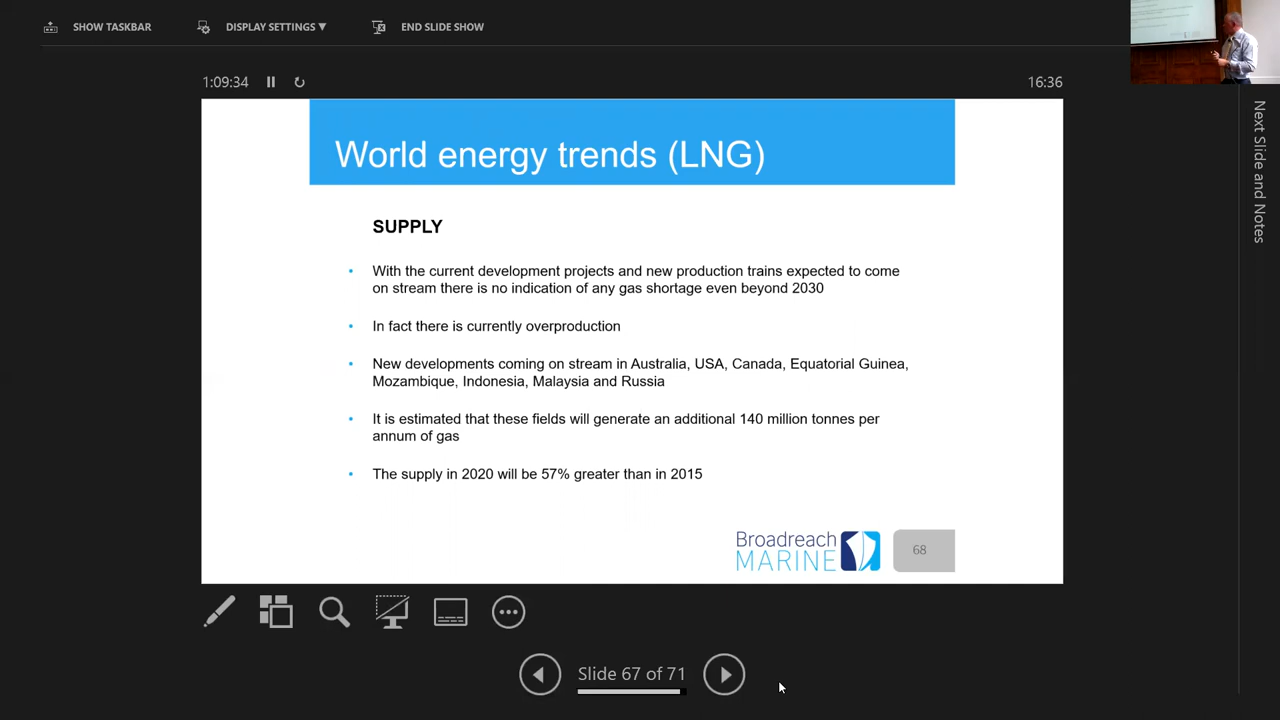 SHOW TASKBAR
DISPLAY SETTINGS ▼
END SLIDE SHOW
1:09:34
16:36
Next Slide and Notes
World energy trends (LNG)
SUPPLY
• With the current development projects and new production trains expected to come
on stream there is no indication of any gas shortage even beyond 2030
• In fact there is currently overproduction
• New developments coming on stream in Australia, USA, Canada, Equatorial Guinea,
Mozambique, Indonesia, Malaysia and Russia
• It is estimated that these fields will generate an additional 140 million tonnes per
annum of gas
• The supply in 2020 will be 57% greater than in 2015
Broadreach
MARINE
68
Slide 67 of 71